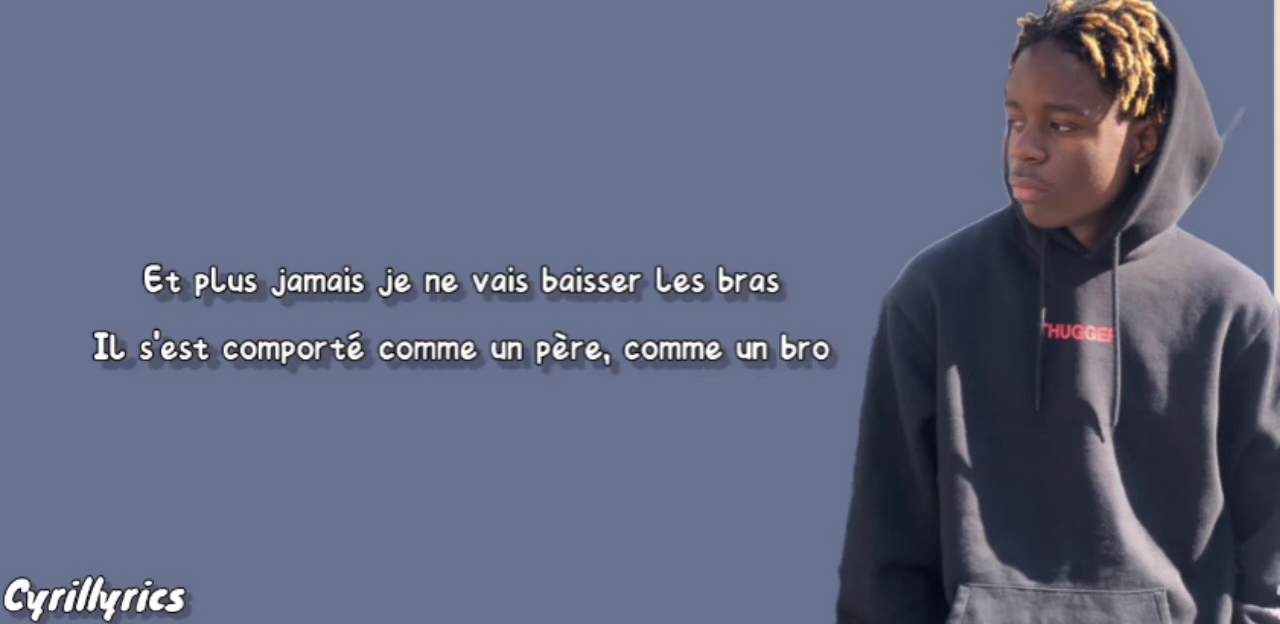 Et plus jamais je ne vais baisser les bras
Il s'est comporté comme un père, comme un bro
THUGGER
Cyrillyrics